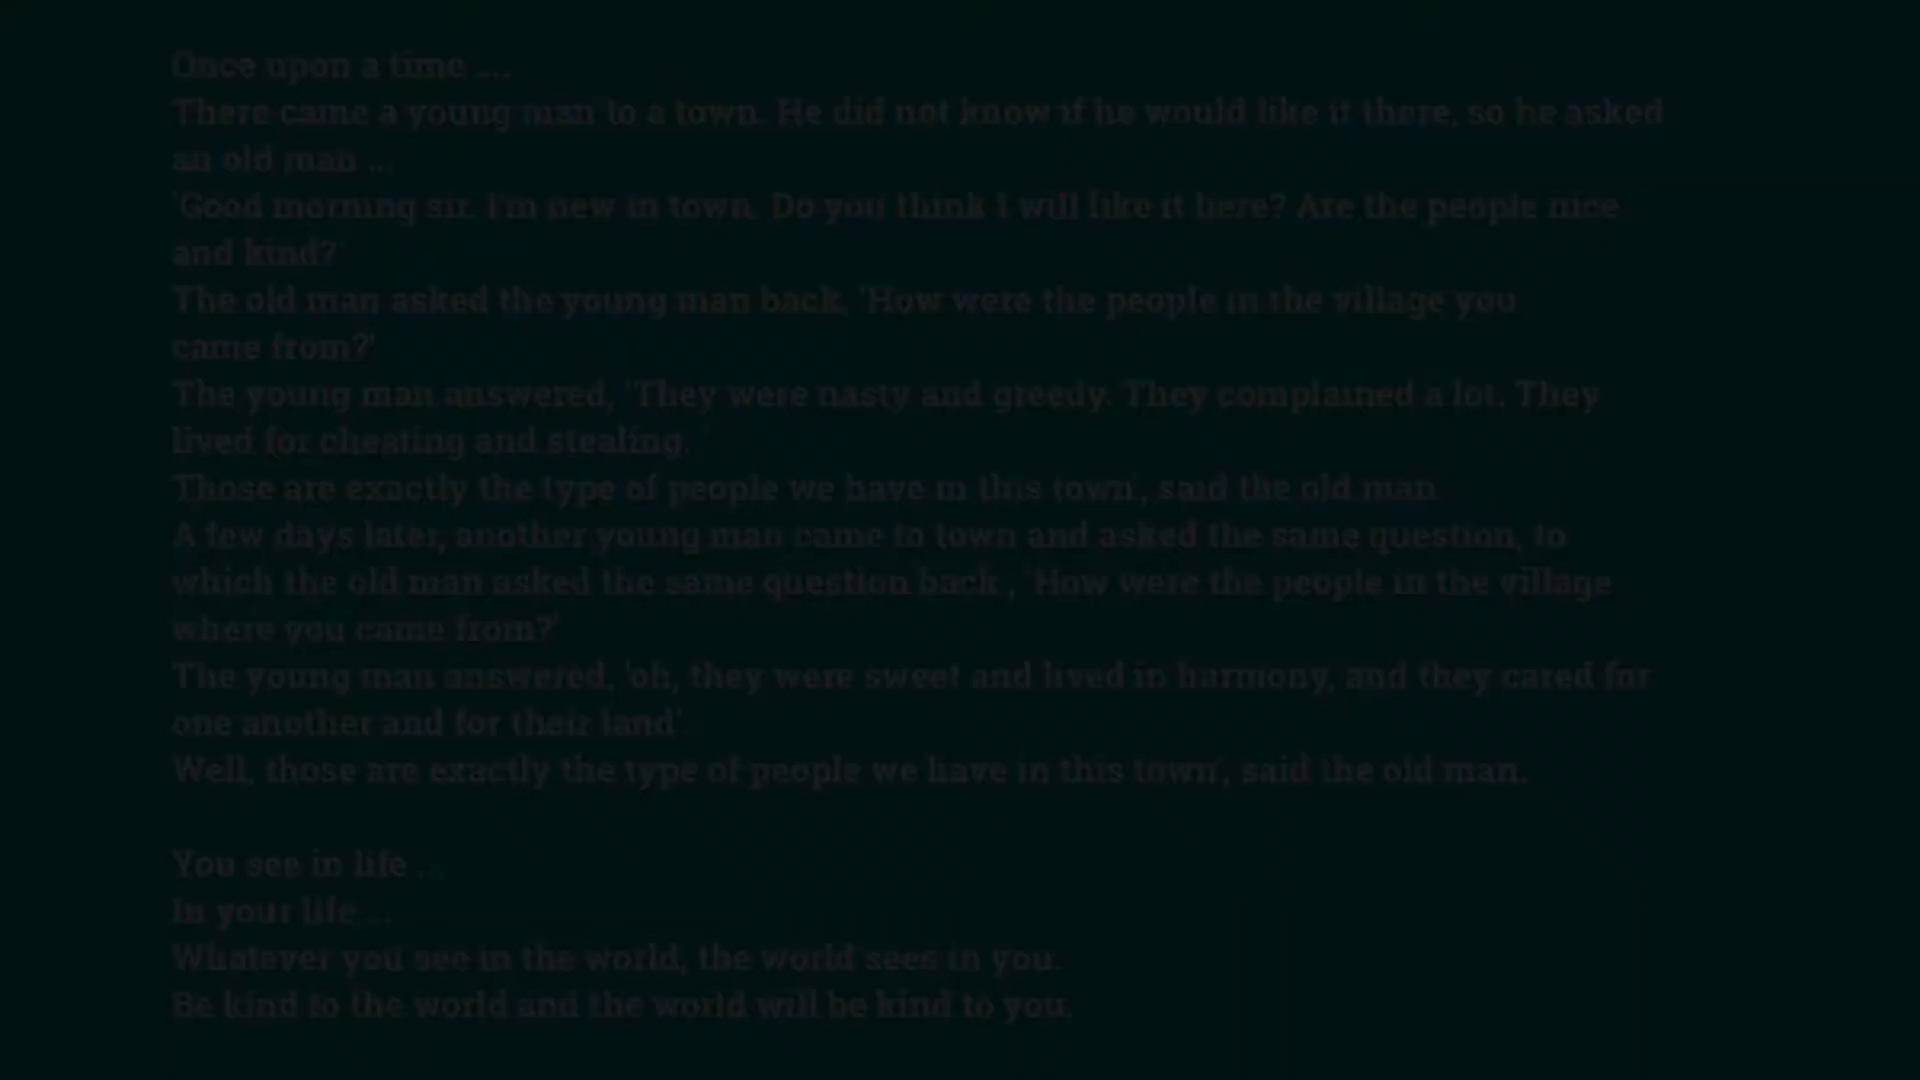 Once upon a time ....
There came a young man to a town. He did not know if he would like it there, so he asked
an old man ...
'Good morning sir. I'm new in town. Do you think I will like it here? Are the people nice
and kind?'
The old man asked the young man back, 'How were the people in the village you
came from?'
The young man answered, 'They were nasty and greedy. They complained a lot. They
lived for cheating and stealing.'
Those are exactly the type of people we have in this town', said the old man.
A few days later, another young man came to town and asked the same question, to
which the old man asked the same question back , 'How were the people in the village
where you came from?'
The young man answered, 'oh, they were sweet and lived in harmony, and they cared for
one another and for their land'.
Well, those are exactly the type of people we have in this town', said the old man.
You see in life ...
In your life ...
Whatever you see in the world, the world sees in you.
Be kind to the world and the world will be kind to you.